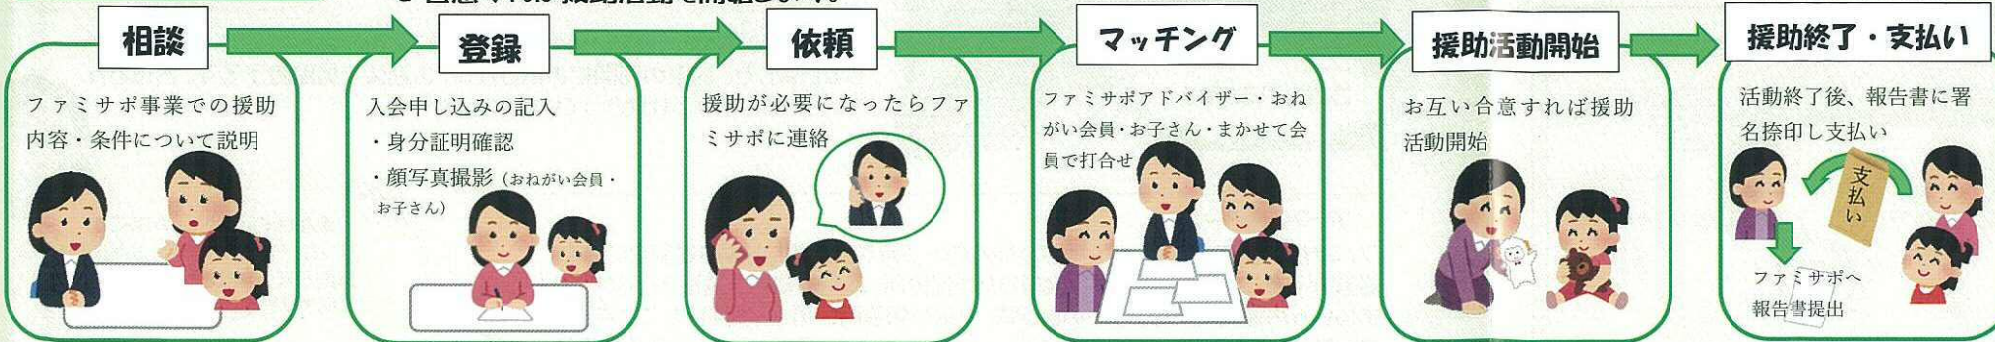 相談
ファミサポ事業での援助
内容・条件について説明
登録
入会申し込みの記入
・身分証明確認
・顔写真撮影（おねがい会員・
お子さん）
依頼
援助が必要になったらファ
ミサポに連絡
マッチング
ファミサポアドバイザー・おね
がい会員・お子さん・まかせて会
員で打合せ
援助活動開始
お互い合意すれば援助
活動開始
援助終了・支払い
活動終了後、報告書に署
名捺印し支払い
支払い
ファミサポへ
報告書提出